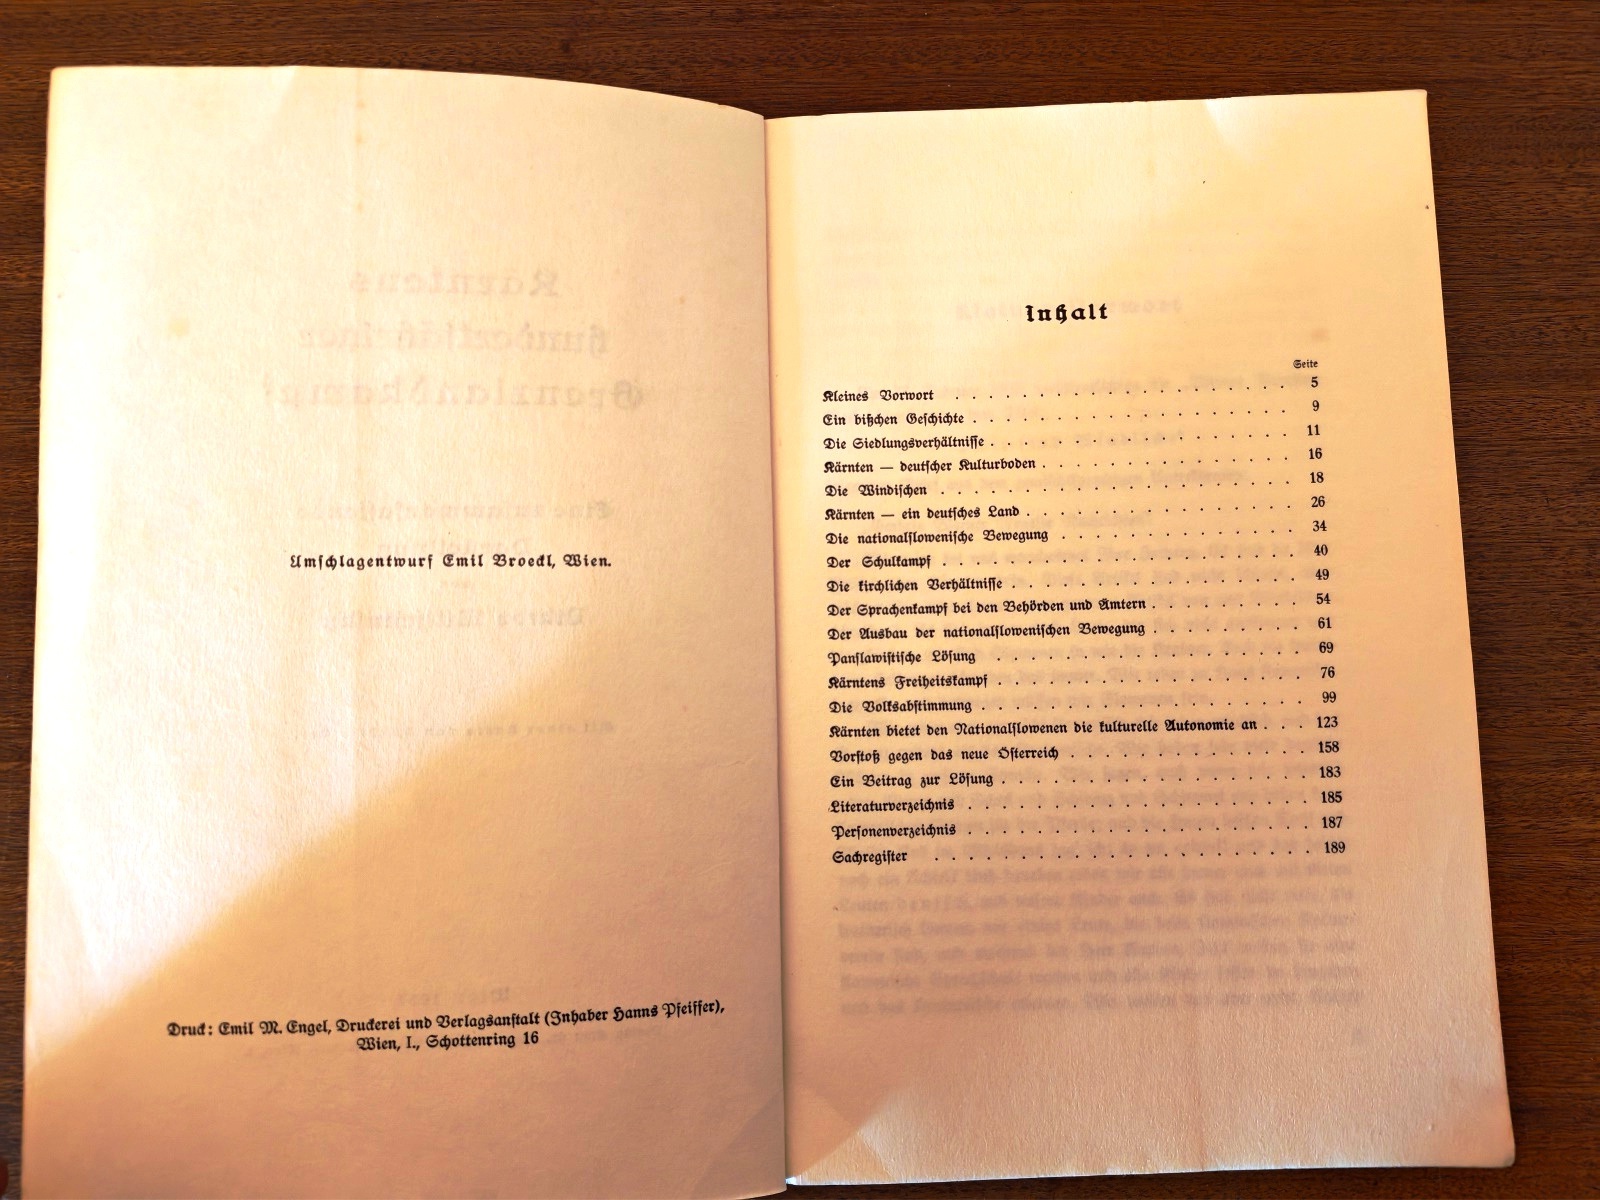 Umschlagentwurf Emil Broedl, Wien.
Druck: Emil M. Engel, Druckerei und Verlagsanstalt (Inhaber Hanns Pfeiffer),
Wien, I., Schottenring 16
Inhalt
Seite
Kleines Vorwort . . . . . . . . . . . . . . . . . . 5
Ein bißchen Geschichte . . . . . . . . . . . . . . . . . 9
Die Siedlungsverhältnisse . . . . . . . . . . . . . . . . 11
Kärnten — deutscher Kulturboden . . . . . . . . . . . . . 16
Die Windischen . . . . . . . . . . . . . . . . . . 18
Kärnten — ein deutsches Land . . . . . . . . . . . . . . 26
Die nationalslowenische Bewegung . . . . . . . . . . . . . 34
Der Schulkampf . . . . . . . . . . . . . . . . . . 40
Die kirchlichen Verhältnisse . . . . . . . . . . . . . . . 49
Der Sprachenkampf bei den Behörden und Ämtern . . . . . . . . 54
Der Ausbau der nationalslowenischen Bewegung . . . . . . . . 61
Panslawistische Lösung . . . . . . . . . . . . . . . . 69
Kärntens Freiheitskampf . . . . . . . . . . . . . . . . 76
Die Volksabstimmung . . . . . . . . . . . . . . . . . 99
Kärnten bietet den Nationalslowenen die kulturelle Autonomie an . . . 123
Vorstoß gegen das neue Österreich . . . . . . . . . . . . 158
Ein Beitrag zur Lösung . . . . . . . . . . . . . . . . 183
Literaturverzeichnis . . . . . . . . . . . . . . . . . 185
Personenverzeichnis . . . . . . . . . . . . . . . . . 187
Sachregister . . . . . . . . . . . . . . . . . . . 189